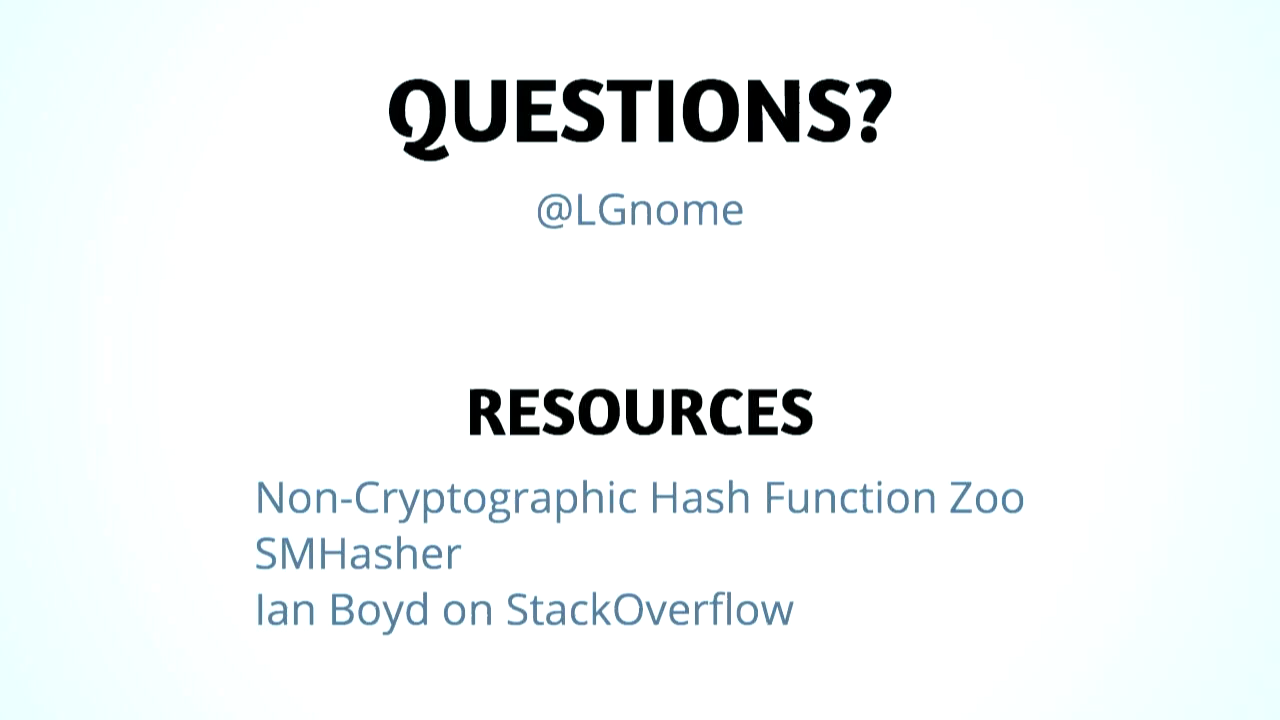 QUESTIONS?
@LGnome
RESOURCES
Non-Cryptographic Hash Function Zoo
SMHasher
Ian Boyd on StackOverflow